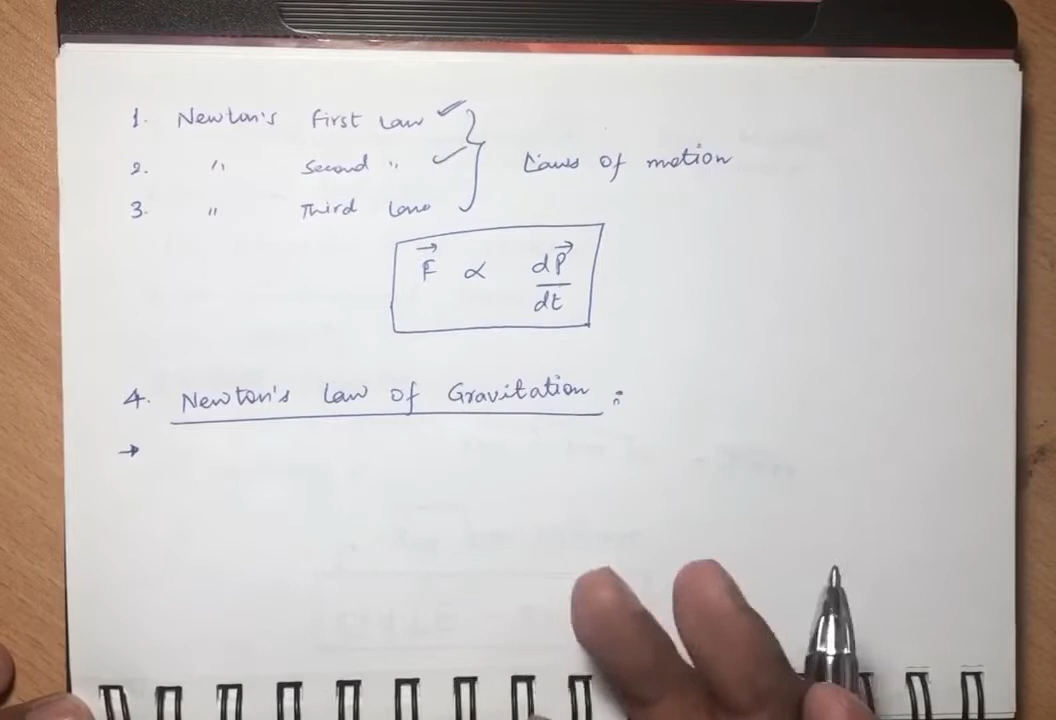 1. Newton's First Law ✓
2. " Second " ✓
3. " Third Law
Laws of motion
F⃗ ∝ dP⃗/dt
4. Newton's Law of Gravitation :
→